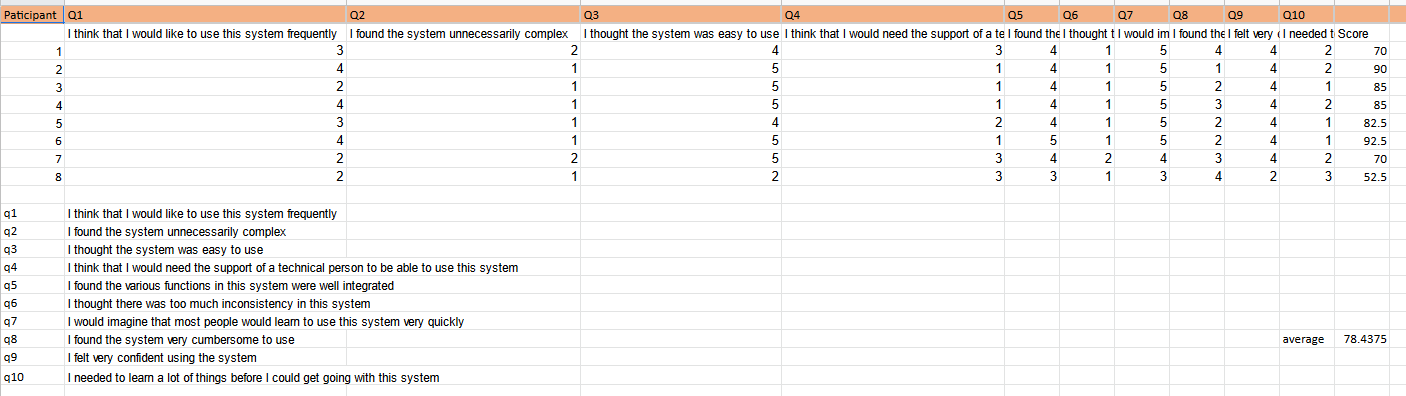 Paticipant Q1 Q2 Q3 Q4 Q5 Q6 Q7 Q8 Q9 Q10
I think that I would like to use this system frequently I found the system unnecessarily complex I thought the system was easy to use I think that I would need the support of a te I found the I thought t I would im I found the I felt very I needed t Score
1 3 2 4 3 4 1 5 4 4 2 70
2 4 1 5 1 4 1 5 1 4 2 90
3 2 1 5 1 4 1 5 2 4 1 85
4 4 1 5 1 4 1 5 3 4 2 85
5 3 1 4 2 4 1 5 2 4 1 82.5
6 4 1 5 1 5 1 5 2 4 1 92.5
7 2 2 5 3 4 2 4 3 4 2 70
8 2 1 2 3 3 1 3 4 2 3 52.5
q1 I think that I would like to use this system frequently
q2 I found the system unnecessarily complex
q3 I thought the system was easy to use
q4 I think that I would need the support of a technical person to be able to use this system
q5 I found the various functions in this system were well integrated
q6 I thought there was too much inconsistency in this system
q7 I would imagine that most people would learn to use this system very quickly
q8 I found the system very cumbersome to use average 78.4375
q9 I felt very confident using the system
q10 I needed to learn a lot of things before I could get going with this system